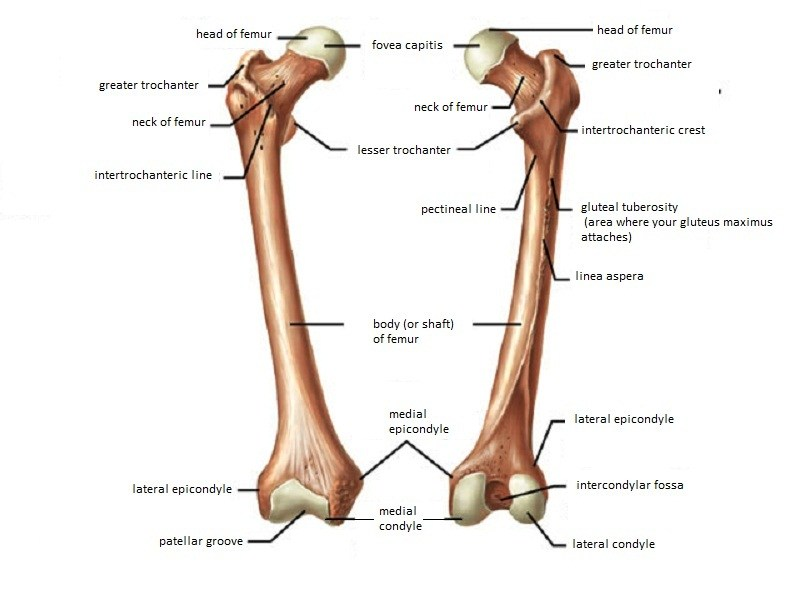 head of femur
fovea capitis
head of femur
greater trochanter
greater trochanter
neck of femur
neck of femur
intertrochanteric crest
lesser trochanter
intertrochanteric line
pectineal line
gluteal tuberosity
(area where your gluteus maximus
attaches)
linea aspera
body (or shaft)
of femur
medial
epicondyle
lateral epicondyle
lateral epicondyle
intercondylar fossa
medial
condyle
patellar groove
lateral condyle